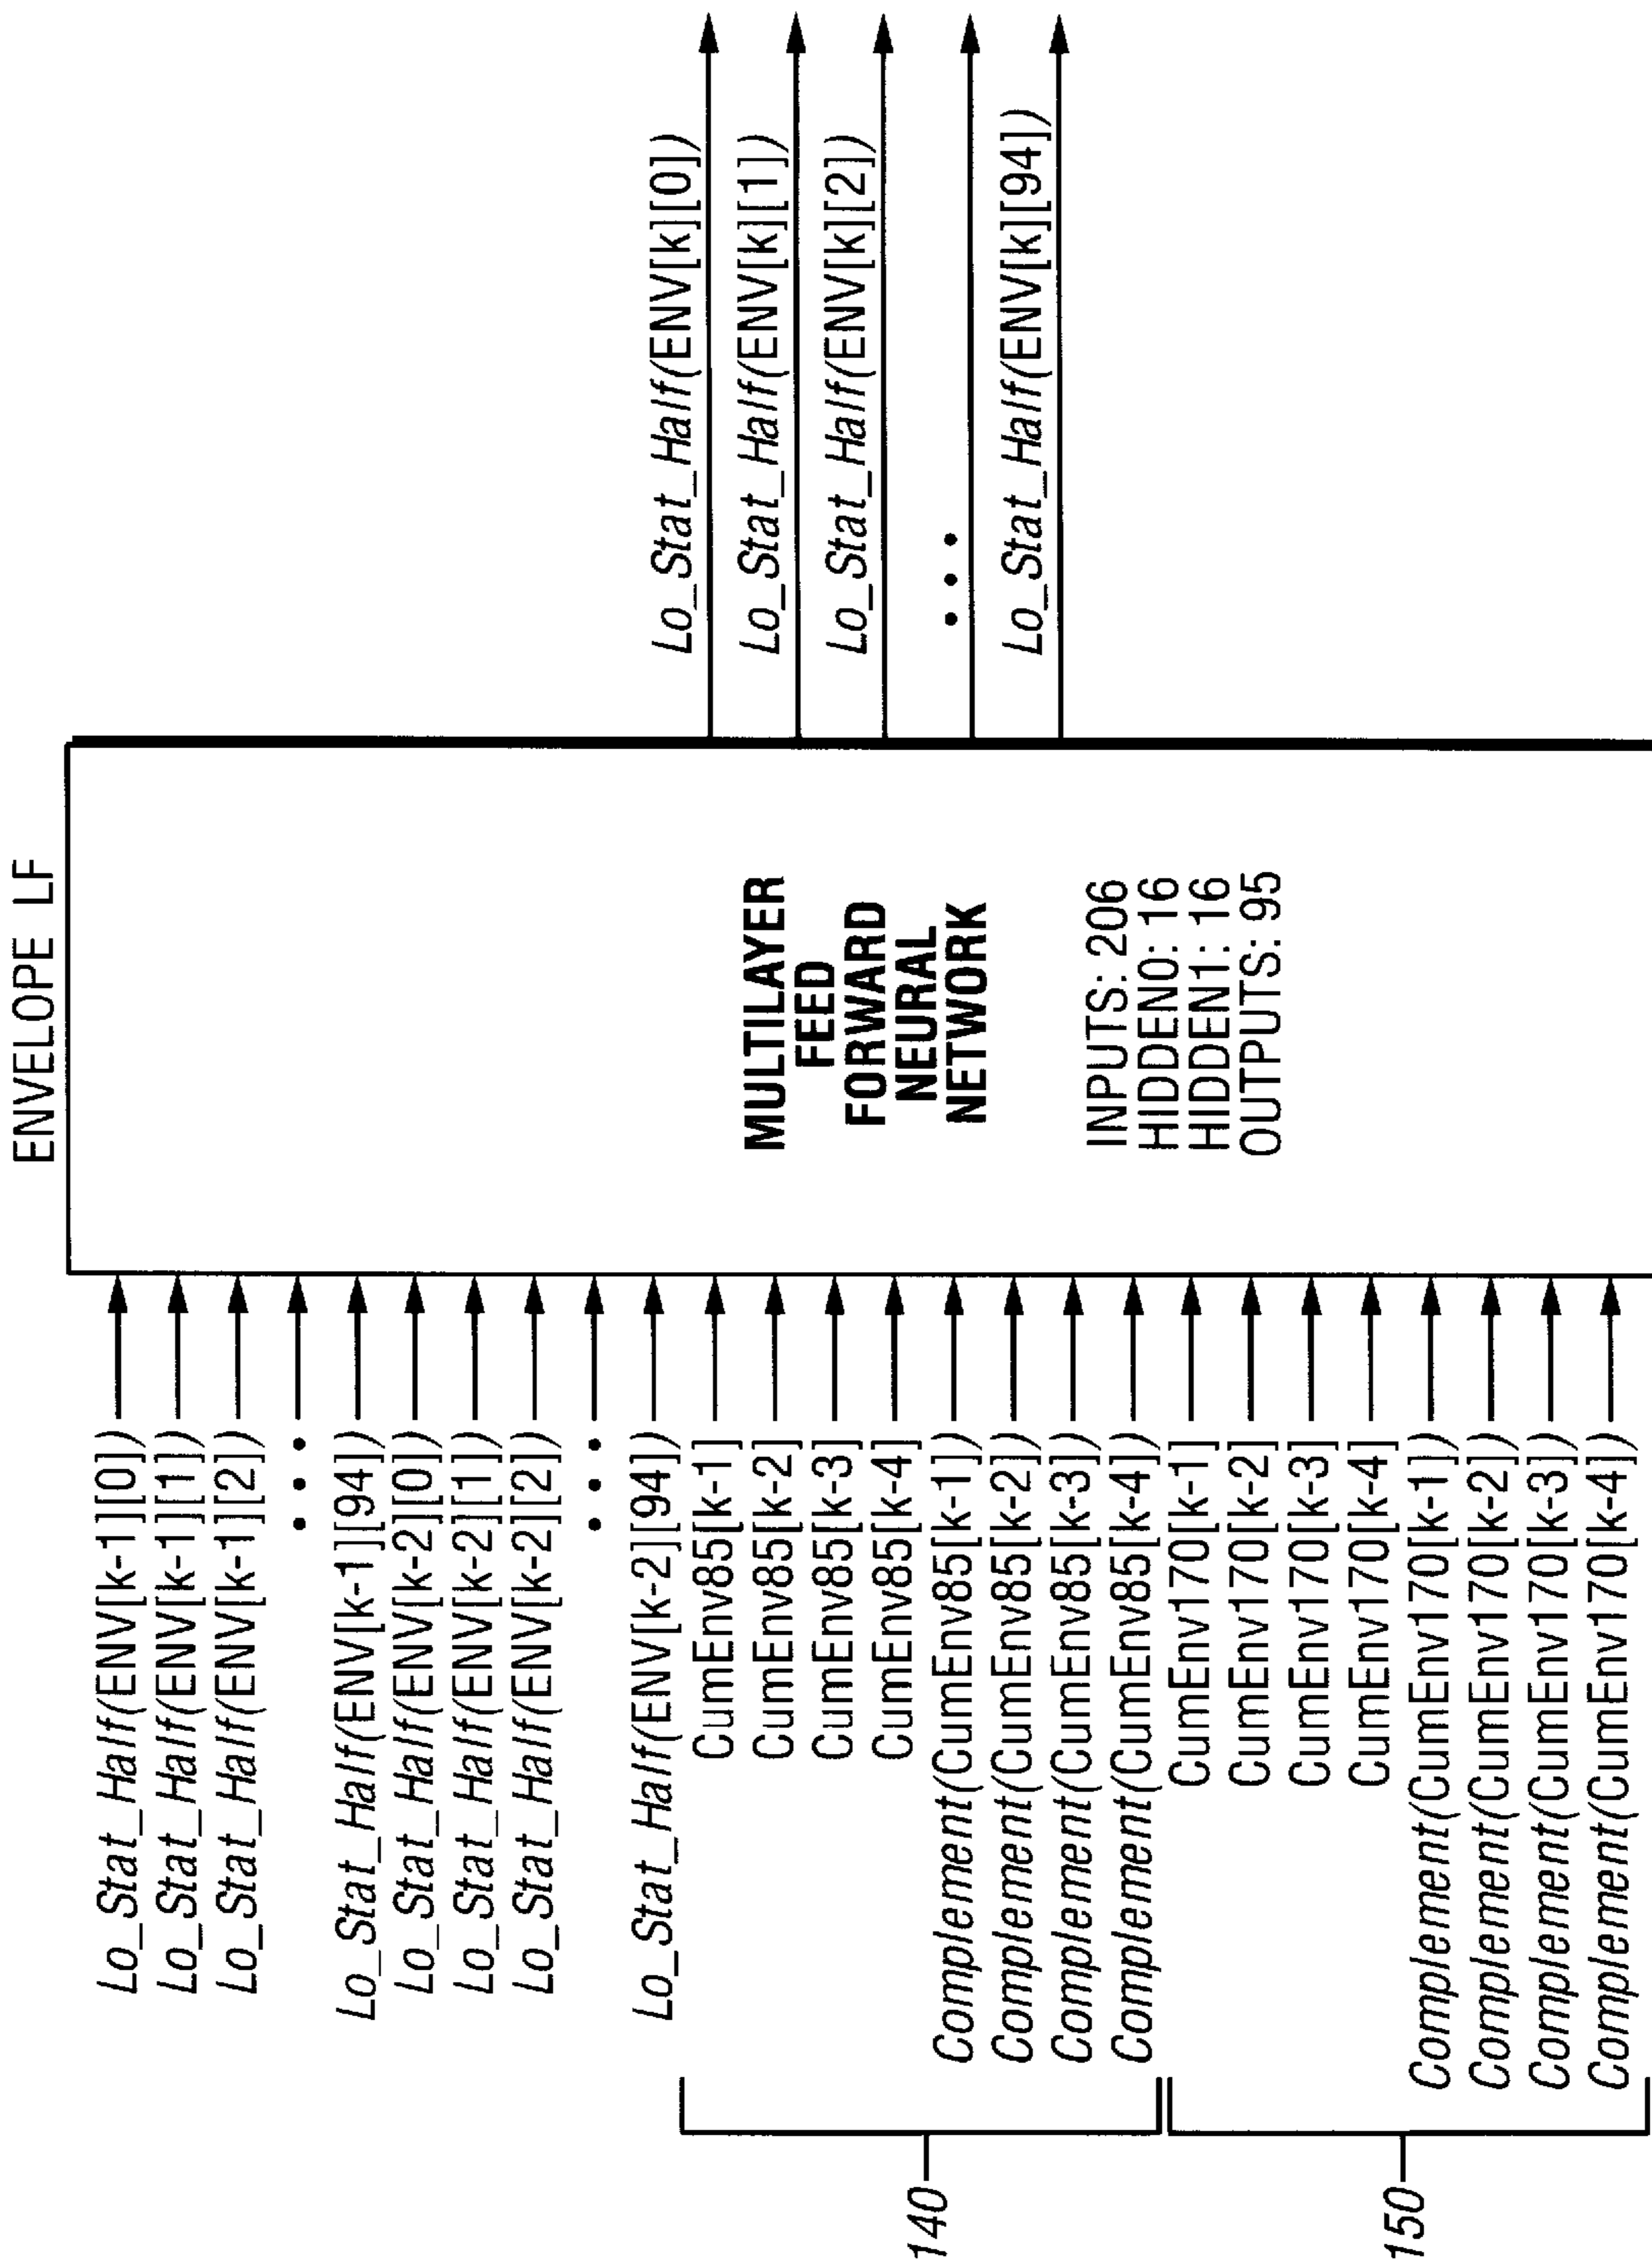 ENVELOPE LF
Lo_Stat_Half(ENV[k-1][0])
Lo_Stat_Half(ENV[k-1][1])
Lo_Stat_Half(ENV[k-1][2])
• • •
Lo_Stat_Half(ENV[k-1][94])
Lo_Stat_Half(ENV[k-2][0])
Lo_Stat_Half(ENV[k-2][1])
Lo_Stat_Half(ENV[k-2][2])
• • •
Lo_Stat_Half(ENV[k-2][94])
CumEnv85[k-1]
CumEnv85[k-2]
CumEnv85[k-3]
CumEnv85[k-4]
Complement(CumEnv85[k-1])
Complement(CumEnv85[k-2])
Complement(CumEnv85[k-3])
Complement(CumEnv85[k-4])
CumEnv170[k-1]
CumEnv170[k-2]
CumEnv170[k-3]
CumEnv170[k-4]
Complement(CumEnv170[k-1])
Complement(CumEnv170[k-2])
Complement(CumEnv170[k-3])
Complement(CumEnv170[k-4])
140
150
MULTILAYER
FEED
FORWARD
NEURAL
NETWORK
INPUTS: 206
HIDDEN0: 16
HIDDEN1: 16
OUTPUTS: 95
Lo_Stat_Half(ENV[k][0])
Lo_Stat_Half(ENV[k][1])
Lo_Stat_Half(ENV[k][2])
• • •
Lo_Stat_Half(ENV[k][94])